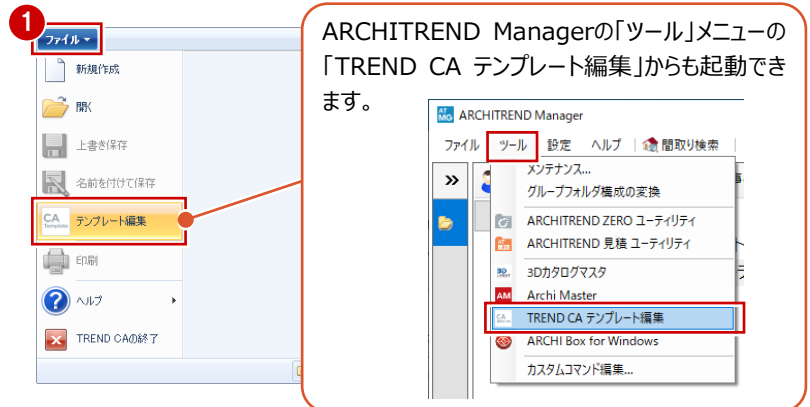 1
ファイル
新規作成
開く
上書き保存
名前を付けて保存
CA Template
テンプレート編集
印刷
ヘルプ
TREND CAの終了
ARCHITREND Managerの「ツール」メニューの
「TREND CA テンプレート編集」からも起動でき
ます。
AT MG ARCHITREND Manager
ファイル ツール 設定 ヘルプ 間取り検索
メンテナンス...
グループフォルダ構成の変換
ARCHITREND ZERO ユーティリティ
ARCHITREND 見積 ユーティリティ
3Dカタログマスタ
AM Archi Master
TREND CA テンプレート編集
ARCHI Box for Windows
カスタムコマンド編集...